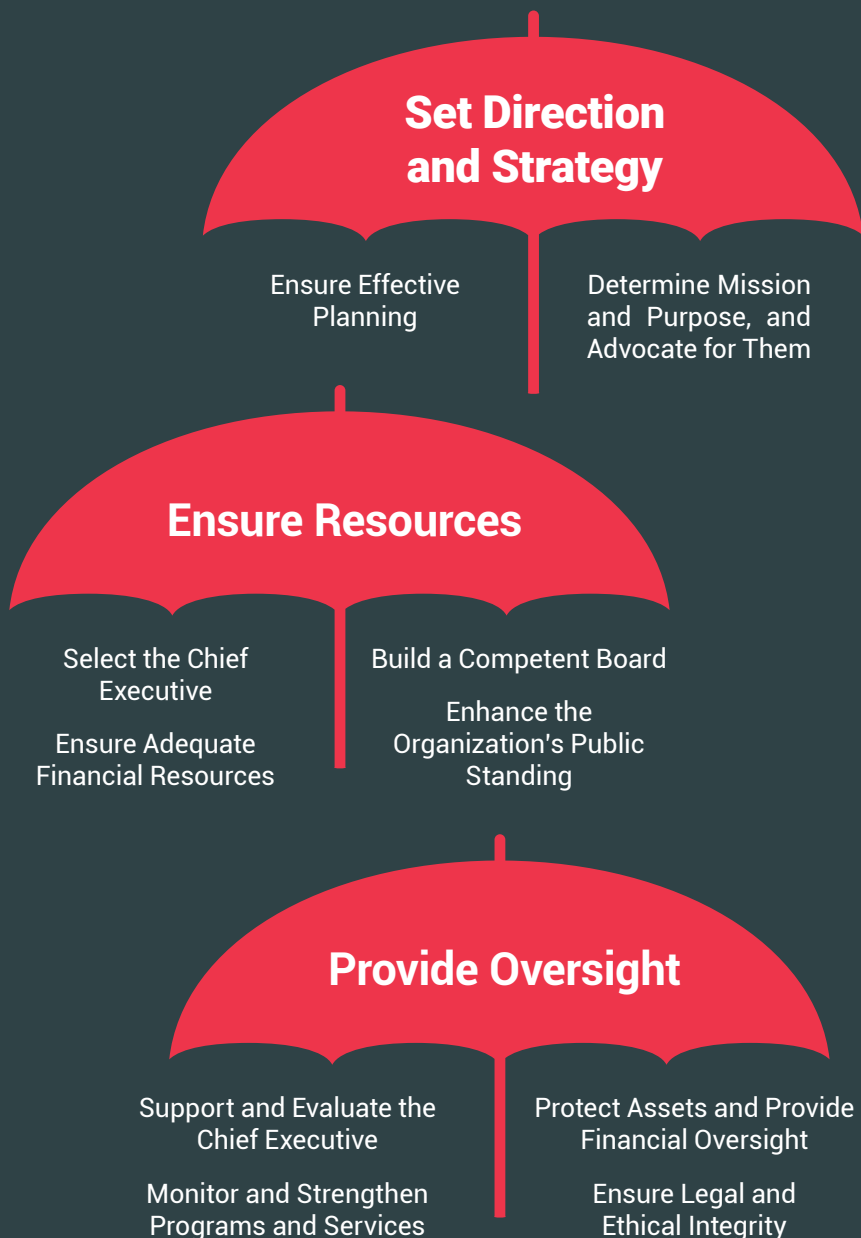 Set Direction
and Strategy
Ensure Effective
Planning
Determine Mission
and Purpose, and
Advocate for Them
Ensure Resources
Select the Chief
Executive
Ensure Adequate
Financial Resources
Build a Competent Board
Enhance the
Organization's Public
Standing
Provide Oversight
Support and Evaluate the
Chief Executive
Monitor and Strengthen
Programs and Services
Protect Assets and Provide
Financial Oversight
Ensure Legal and
Ethical Integrity